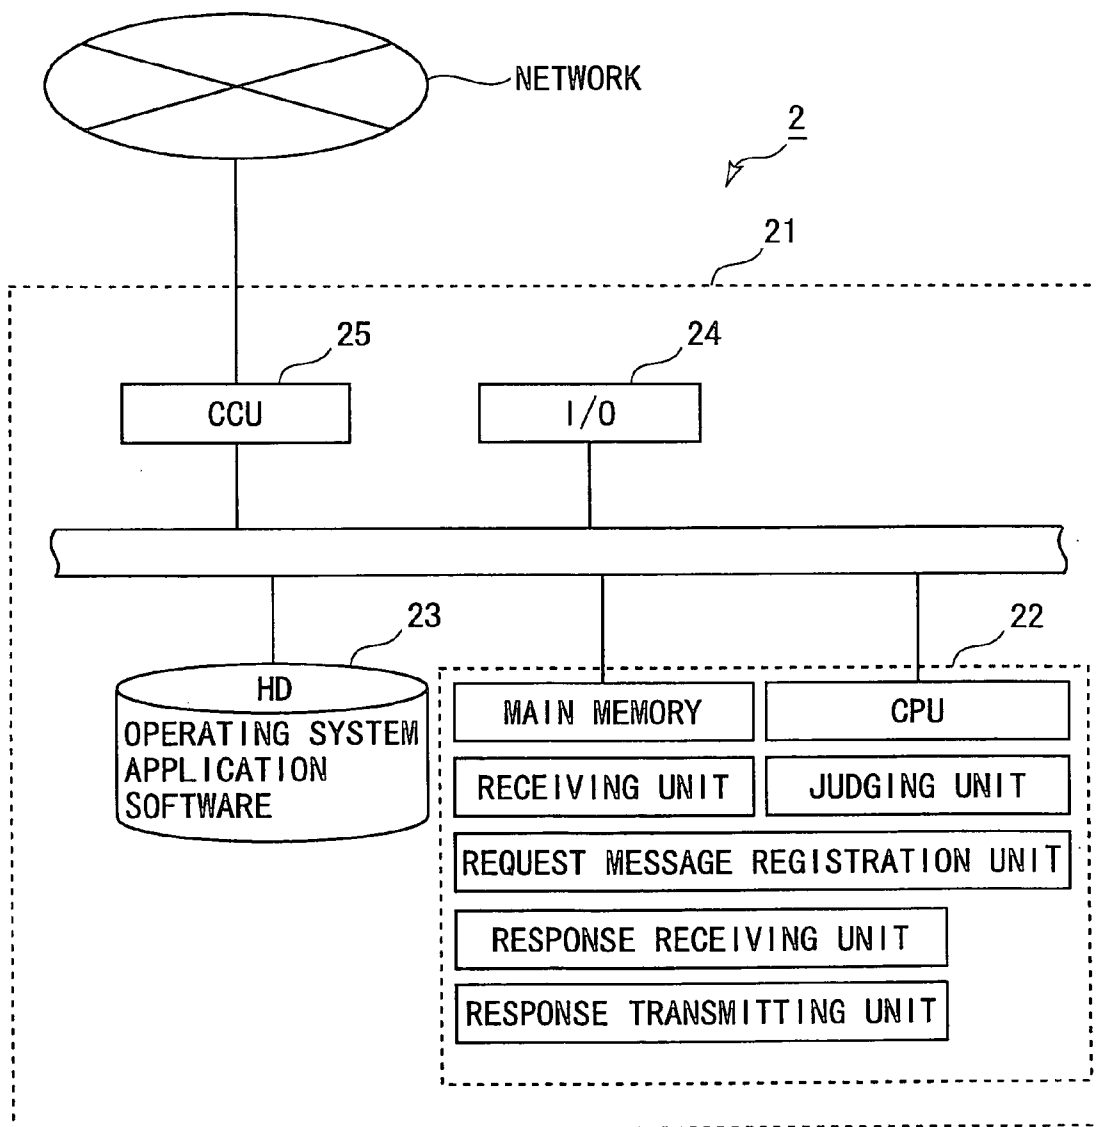 NETWORK
2
21
25
24
CCU
I/O
23
22
HD
OPERATING SYSTEM
APPLICATION
SOFTWARE
MAIN MEMORY
CPU
RECEIVING UNIT
JUDGING UNIT
REQUEST MESSAGE REGISTRATION UNIT
RESPONSE RECEIVING UNIT
RESPONSE TRANSMITTING UNIT